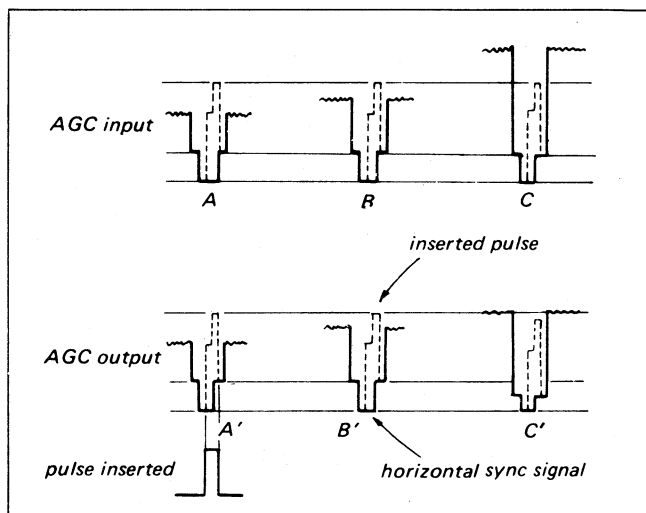 AGC input
A
B
C
inserted pulse
AGC output
A'
B'
C'
pulse inserted
horizontal sync signal